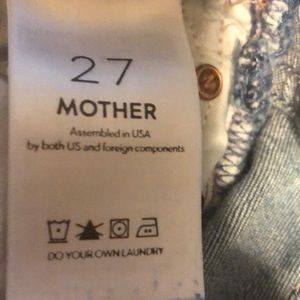 27
MOTHER
Assembled in USA
by both US and foreign components
DO YOUR OWN LAUNDRY